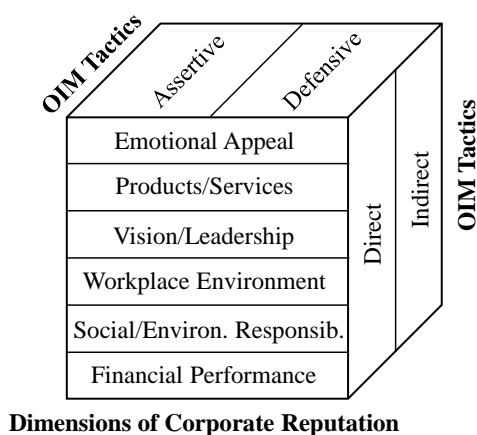 OIM Tactics
Assertive
Defensive
Emotional Appeal
Products/Services
Vision/Leadership
Workplace Environment
Social/Environ. Responsib.
Financial Performance
Direct
Indirect
OIM Tactics
Dimensions of Corporate Reputation